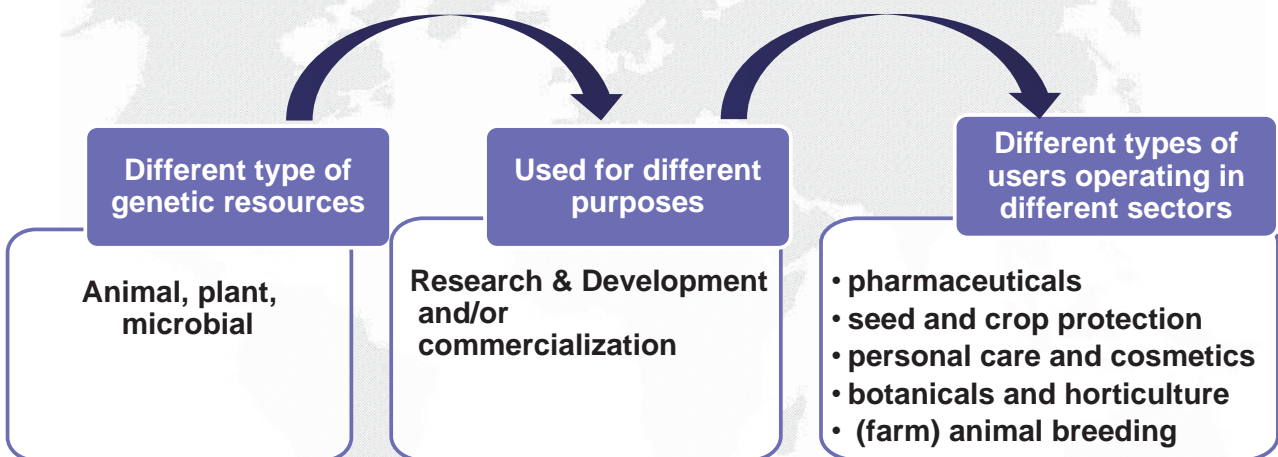 Different type of
genetic resources
Animal, plant,
microbial
Used for different
purposes
Research & Development
and/or
commercialization
Different types of
users operating in
different sectors
• pharmaceuticals
• seed and crop protection
• personal care and cosmetics
• botanicals and horticulture
• (farm) animal breeding